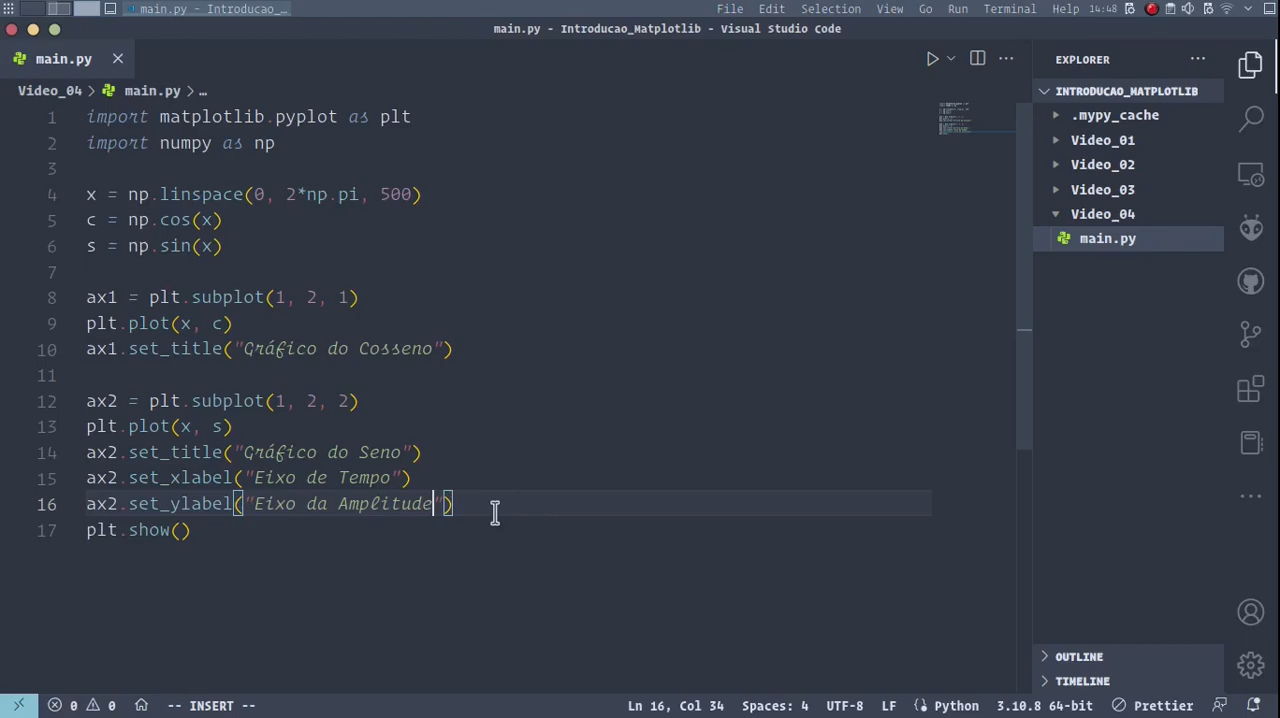 main.py - Introducao_…
File Edit Selection View Go Run Terminal Help 14:48
main.py - Introducao_Matplotlib - Visual Studio Code
main.py
Video_04 > main.py > …
1 import matplotlib.pyplot as plt
2 import numpy as np
3
4 x = np.linspace(0, 2*np.pi, 500)
5 c = np.cos(x)
6 s = np.sin(x)
7
8 ax1 = plt.subplot(1, 2, 1)
9 plt.plot(x, c)
10 ax1.set_title("Gráfico do Cosseno")
11
12 ax2 = plt.subplot(1, 2, 2)
13 plt.plot(x, s)
14 ax2.set_title("Gráfico do Seno")
15 ax2.set_xlabel("Eixo de Tempo")
16 ax2.set_ylabel("Eixo da Amplitude")
17 plt.show()
EXPLORER
INTRODUCAO_MATPLOTLIB
.mypy_cache
Video_01
Video_02
Video_03
Video_04
main.py
OUTLINE
TIMELINE
0 0 -- INSERT -- Ln 16, Col 34 Spaces: 4 UTF-8 LF Python 3.10.8 64-bit Prettier